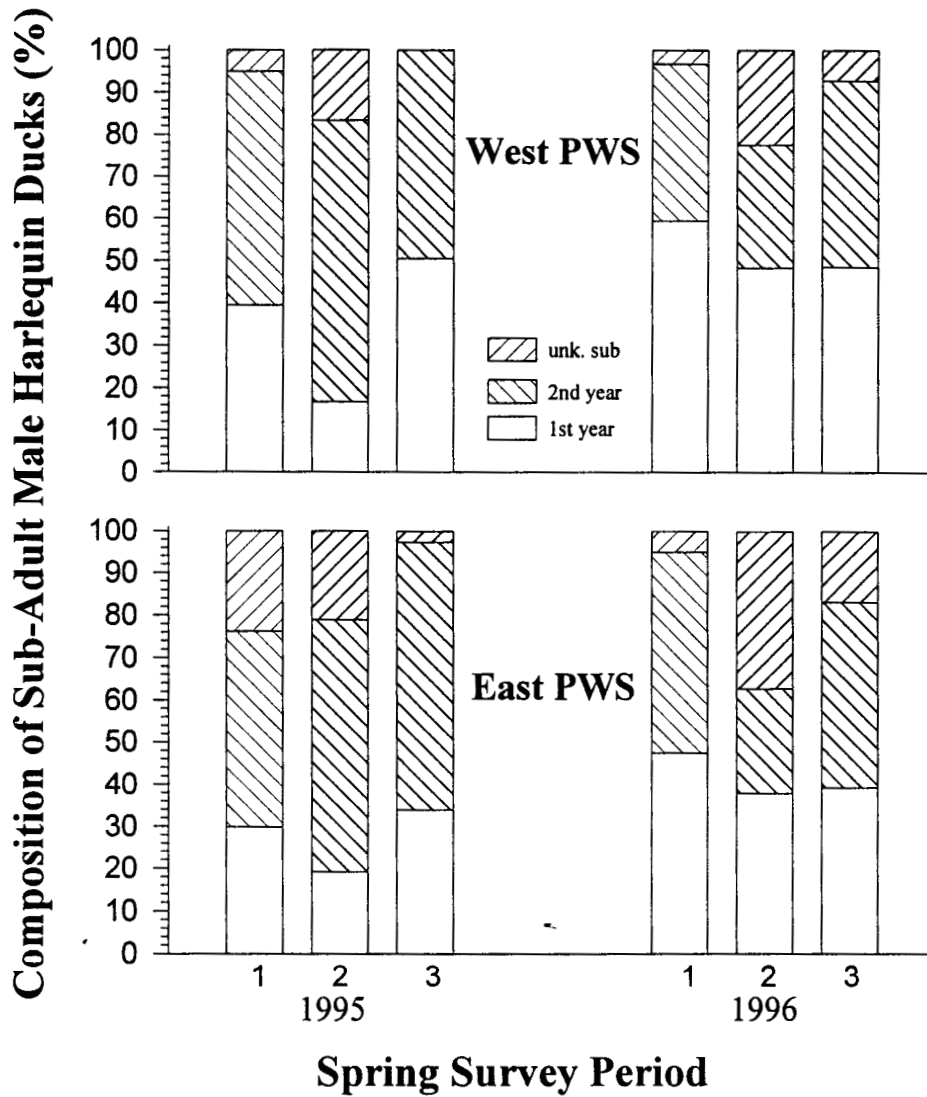 Composition of Sub-Adult Male Harlequin Ducks (%)
100
90
80
70
60
50
40
30
20
10
0
West PWS
unk. sub
2nd year
1st year
100
90
80
70
60
50
40
30
20
10
0
East PWS
1 2 3 1 2 3
1995 1996
Spring Survey Period